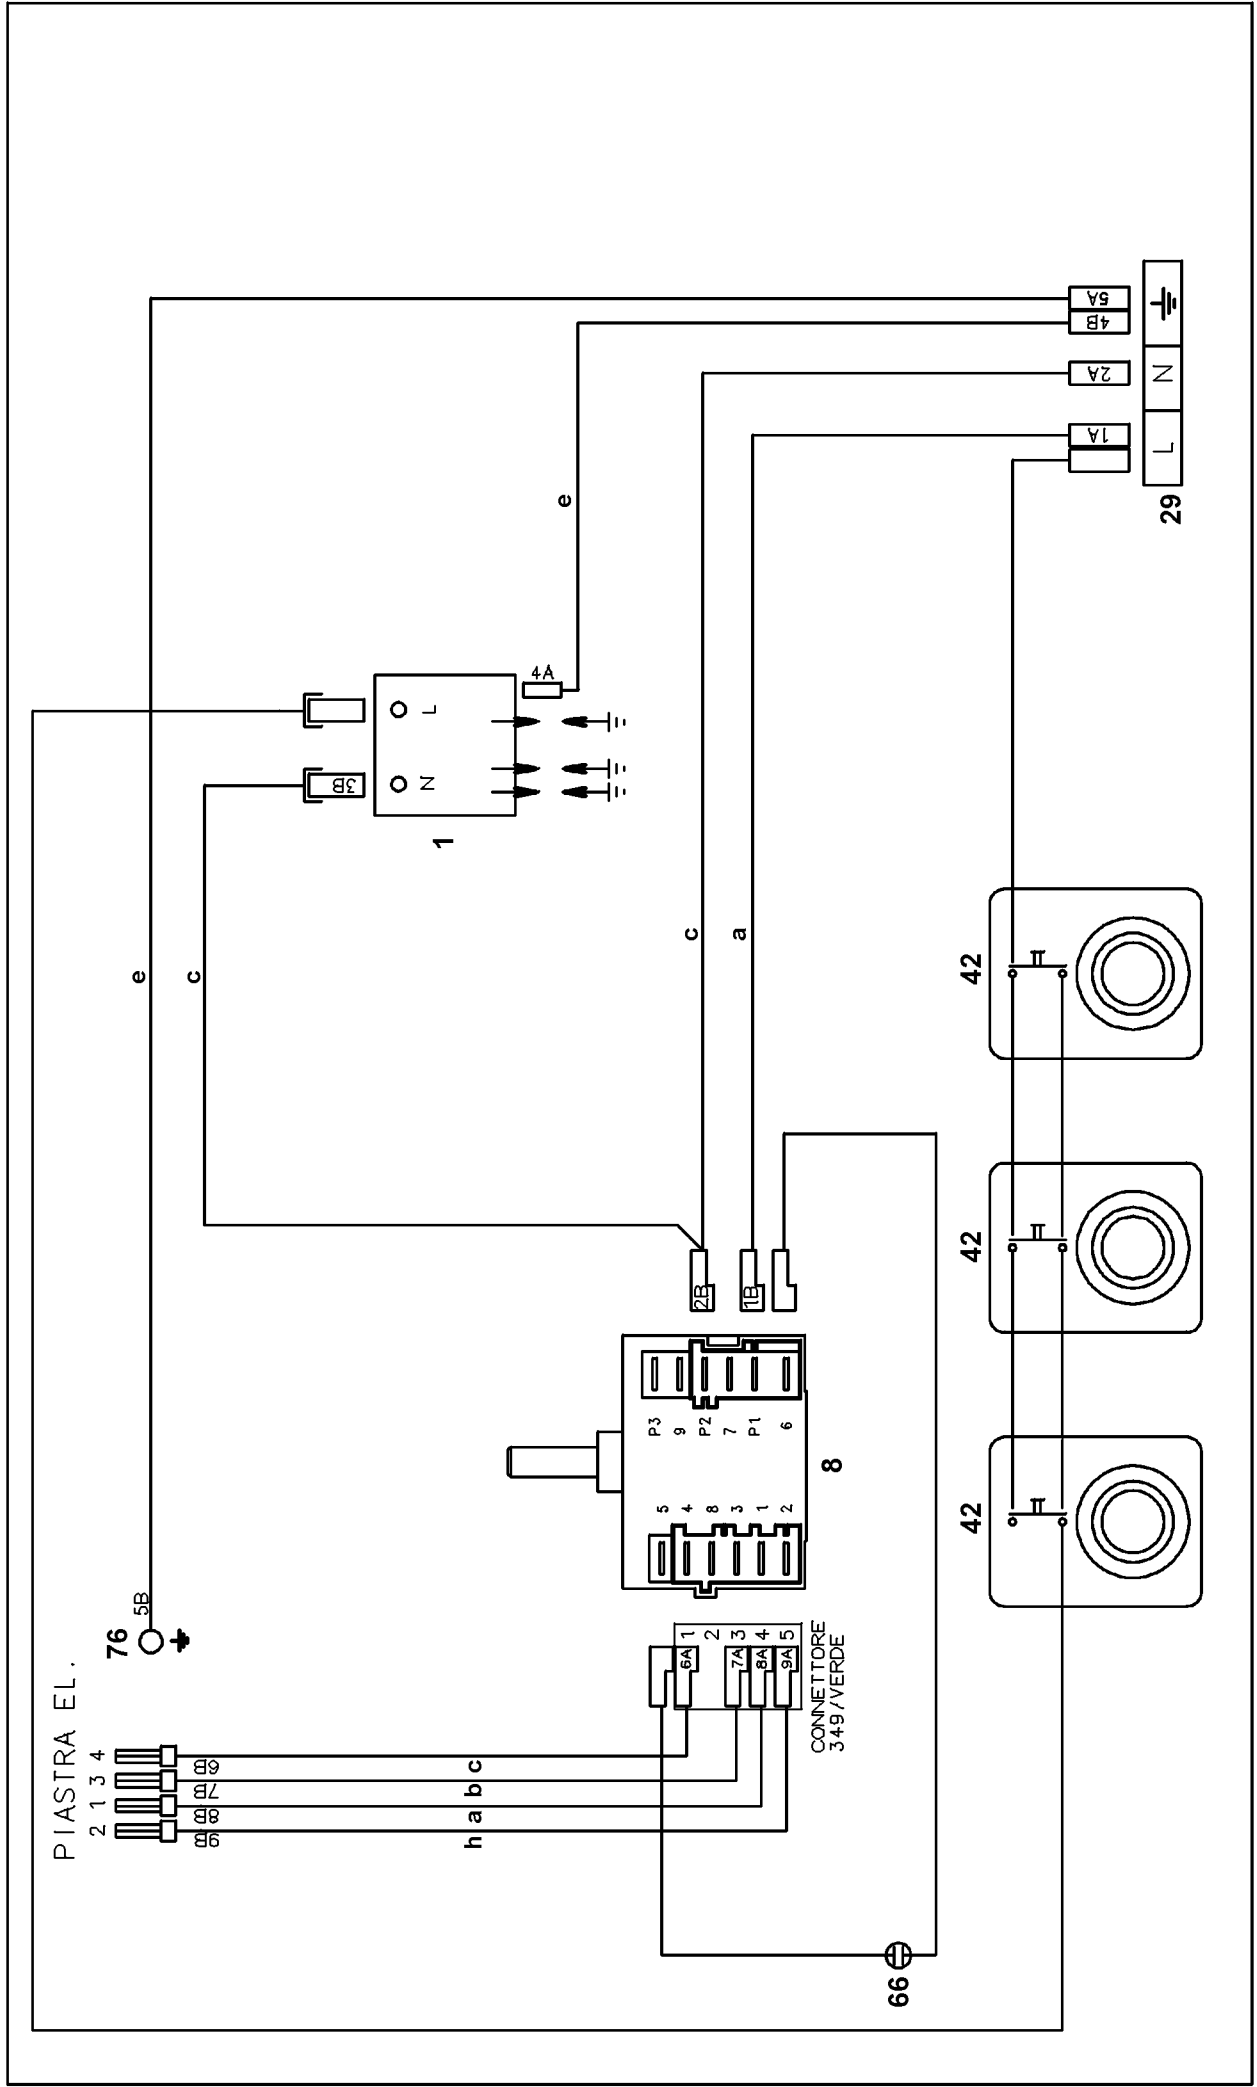 PIASTRA EL.
2 1 3 4
9B
8B
7B
6B
h a b c
76
5B
e
c
3B
N
L
1
4A
e
c
a
5
4
8
3
1
2
P3
9
P2
7
P1
6
8
2B
1B
6A
7A
8A
9A
1
2
3
4
5
CONNETTORE
349/VERDE
66
42
42
42
1A
2A
4B
5A
L
N
29